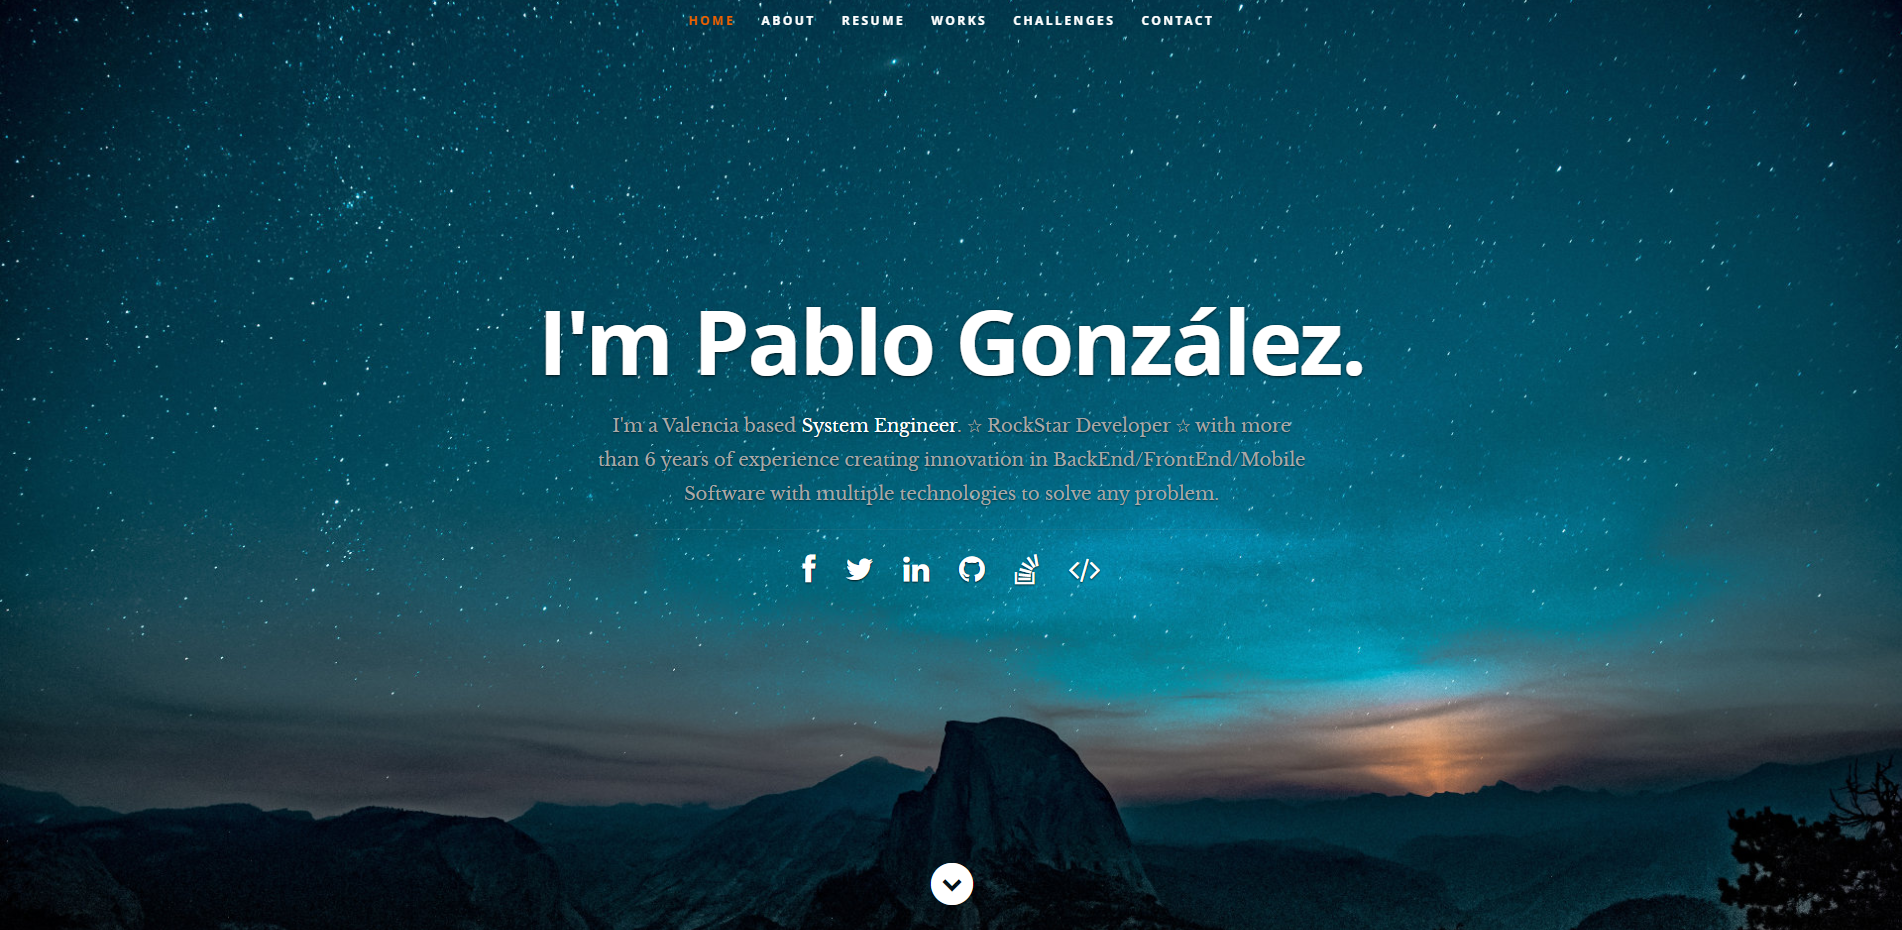 HOME ABOUT RESUME WORKS CHALLENGES CONTACT
I'm Pablo González.
I'm a Valencia based System Engineer. ☆ RockStar Developer ☆ with more
than 6 years of experience creating innovation in BackEnd/FrontEnd/Mobile
Software with multiple technologies to solve any problem.